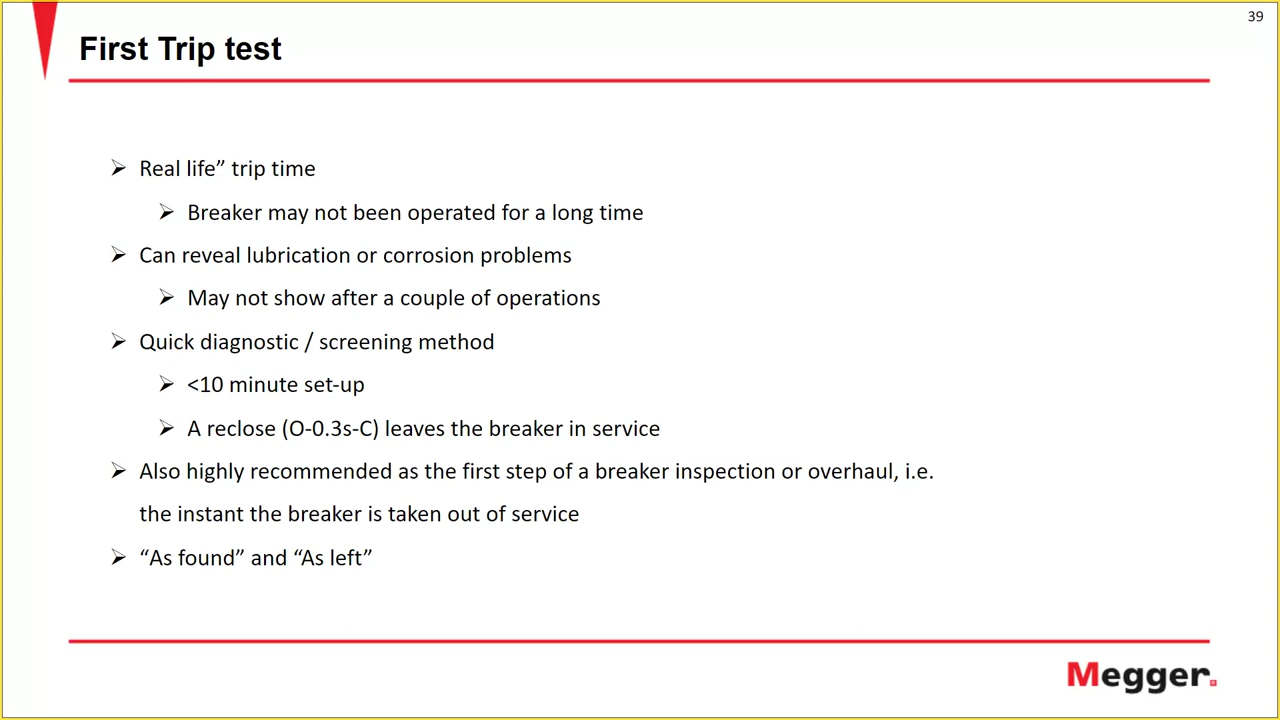 39
First Trip test
➢ Real life” trip time
➢ Breaker may not been operated for a long time
➢ Can reveal lubrication or corrosion problems
➢ May not show after a couple of operations
➢ Quick diagnostic / screening method
➢ <10 minute set-up
➢ A reclose (O-0.3s-C) leaves the breaker in service
➢ Also highly recommended as the first step of a breaker inspection or overhaul, i.e.
the instant the breaker is taken out of service
➢ “As found” and “As left”
Megger.